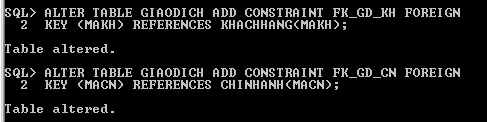 SQL> ALTER TABLE GIAODICH ADD CONSTRAINT FK_GD_KH FOREIGN
2 KEY (MAKH) REFERENCES KHACHHANG(MAKH);
Table altered.
SQL> ALTER TABLE GIAODICH ADD CONSTRAINT FK_GD_CN FOREIGN
2 KEY (MACN) REFERENCES CHINHANH(MACN);
Table altered.